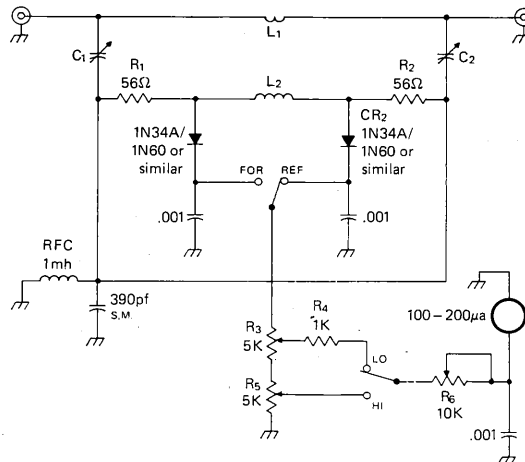 L1
C1
C2
R1
56Ω
L2
R2
56Ω
1N34A/
1N60 or
similar
CR2
1N34A/
1N60 or
similar
FOR
REF
.001
.001
RFC
1mh
390pf
S.M.
R3
5K
R4
1K
LO
100-200µa
R5
5K
HI
R6
10K
.001